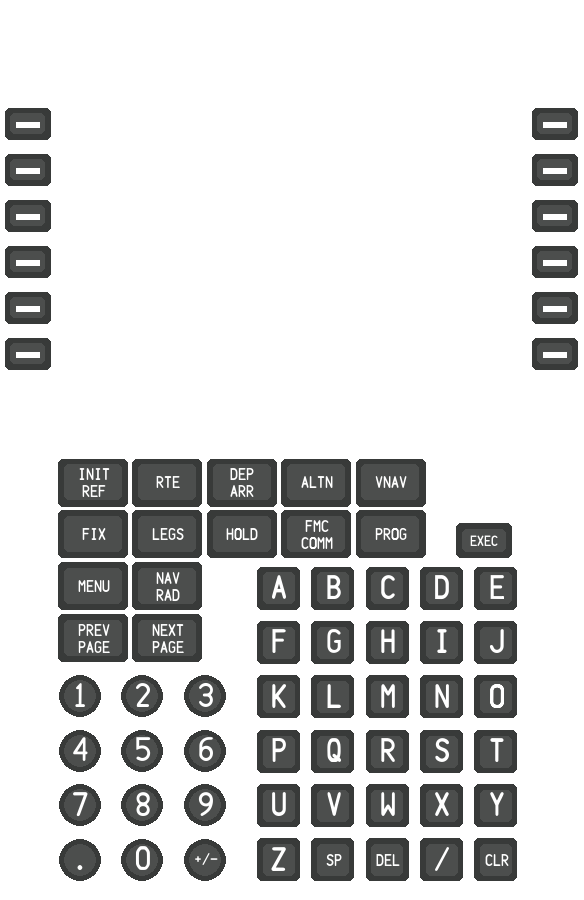 INIT REF RTE DEP ARR ALTN VNAV
FIX LEGS HOLD FMC COMM PROG EXEC
MENU NAV RAD A B C D E
PREV PAGE NEXT PAGE F G H I J
1 2 3 K L M N O
4 5 6 P Q R S T
7 8 9 U V W X Y
. 0 +/- Z SP DEL / CLR